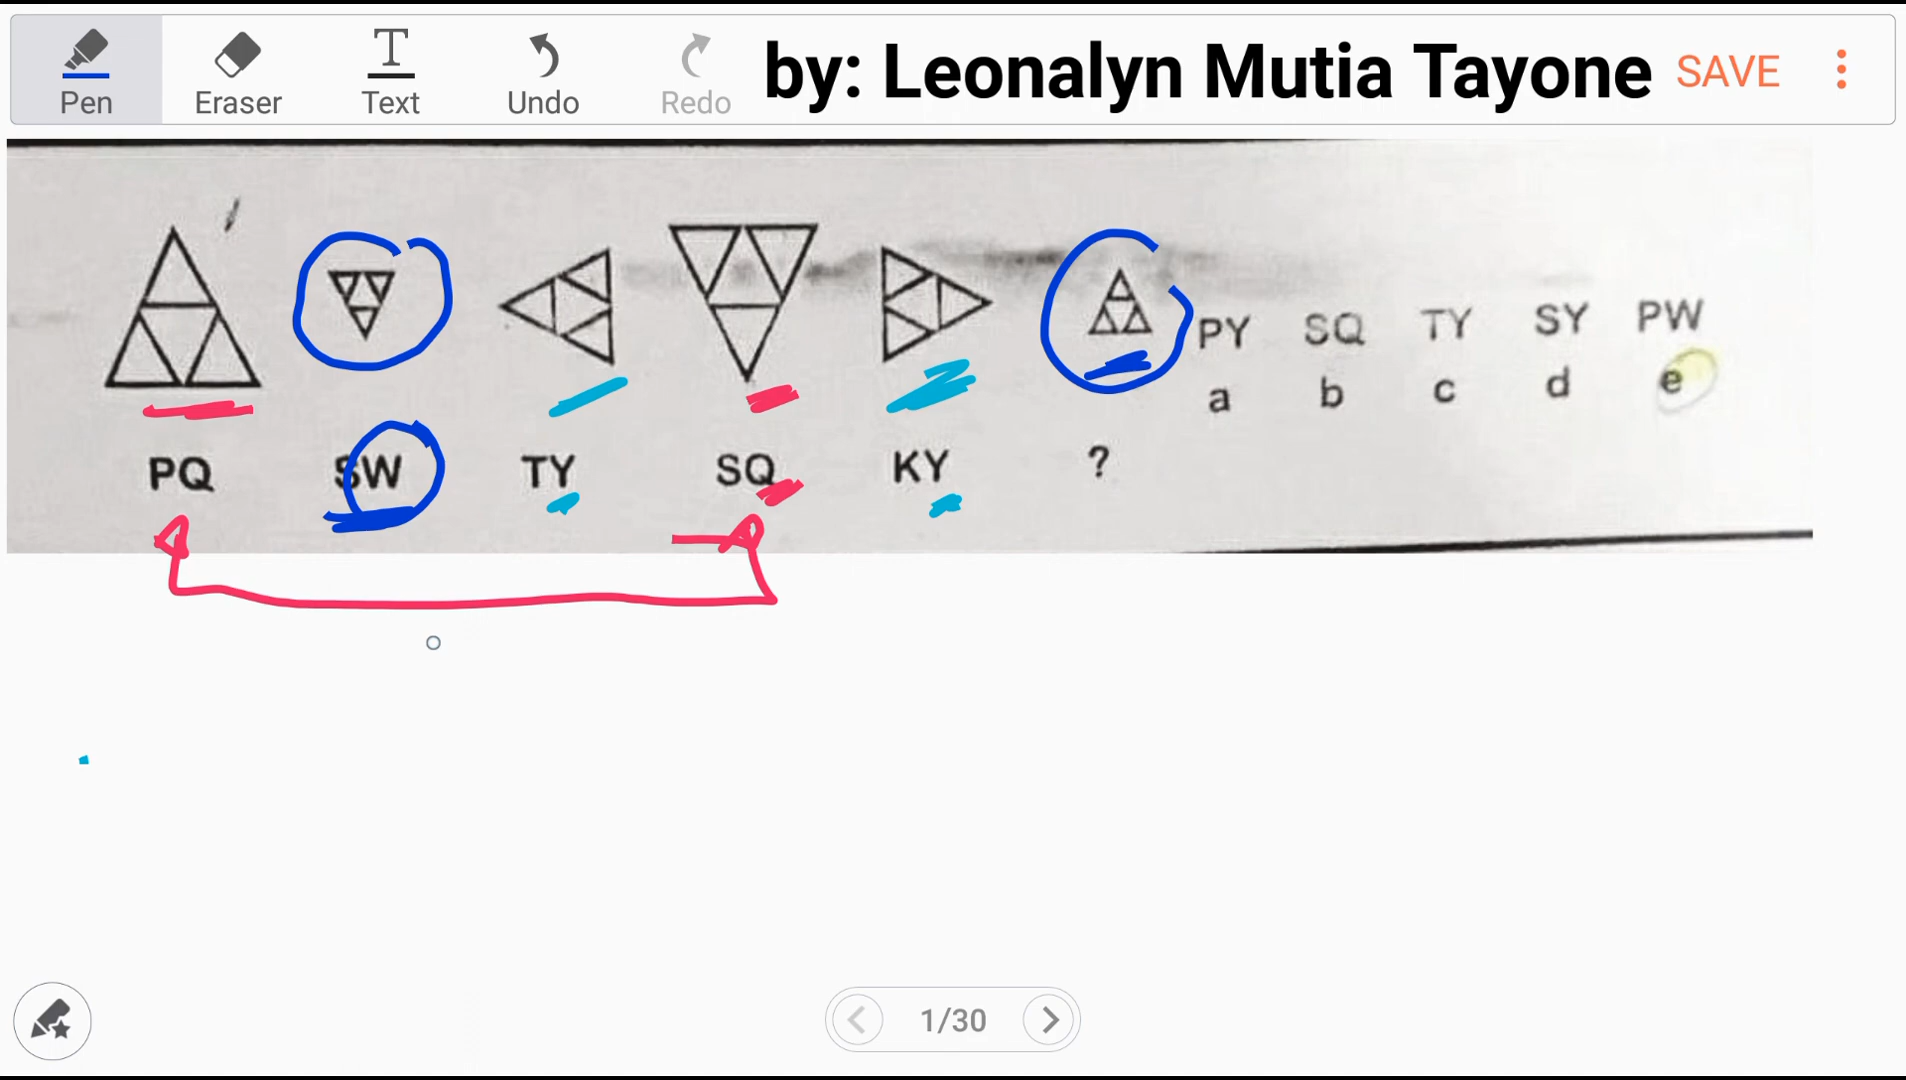 Pen Eraser Text Undo Redo by: Leonalyn Mutia Tayone SAVE
PY SQ TY SY PW
a b c d e
PQ SW TY SQ KY ?
1/30